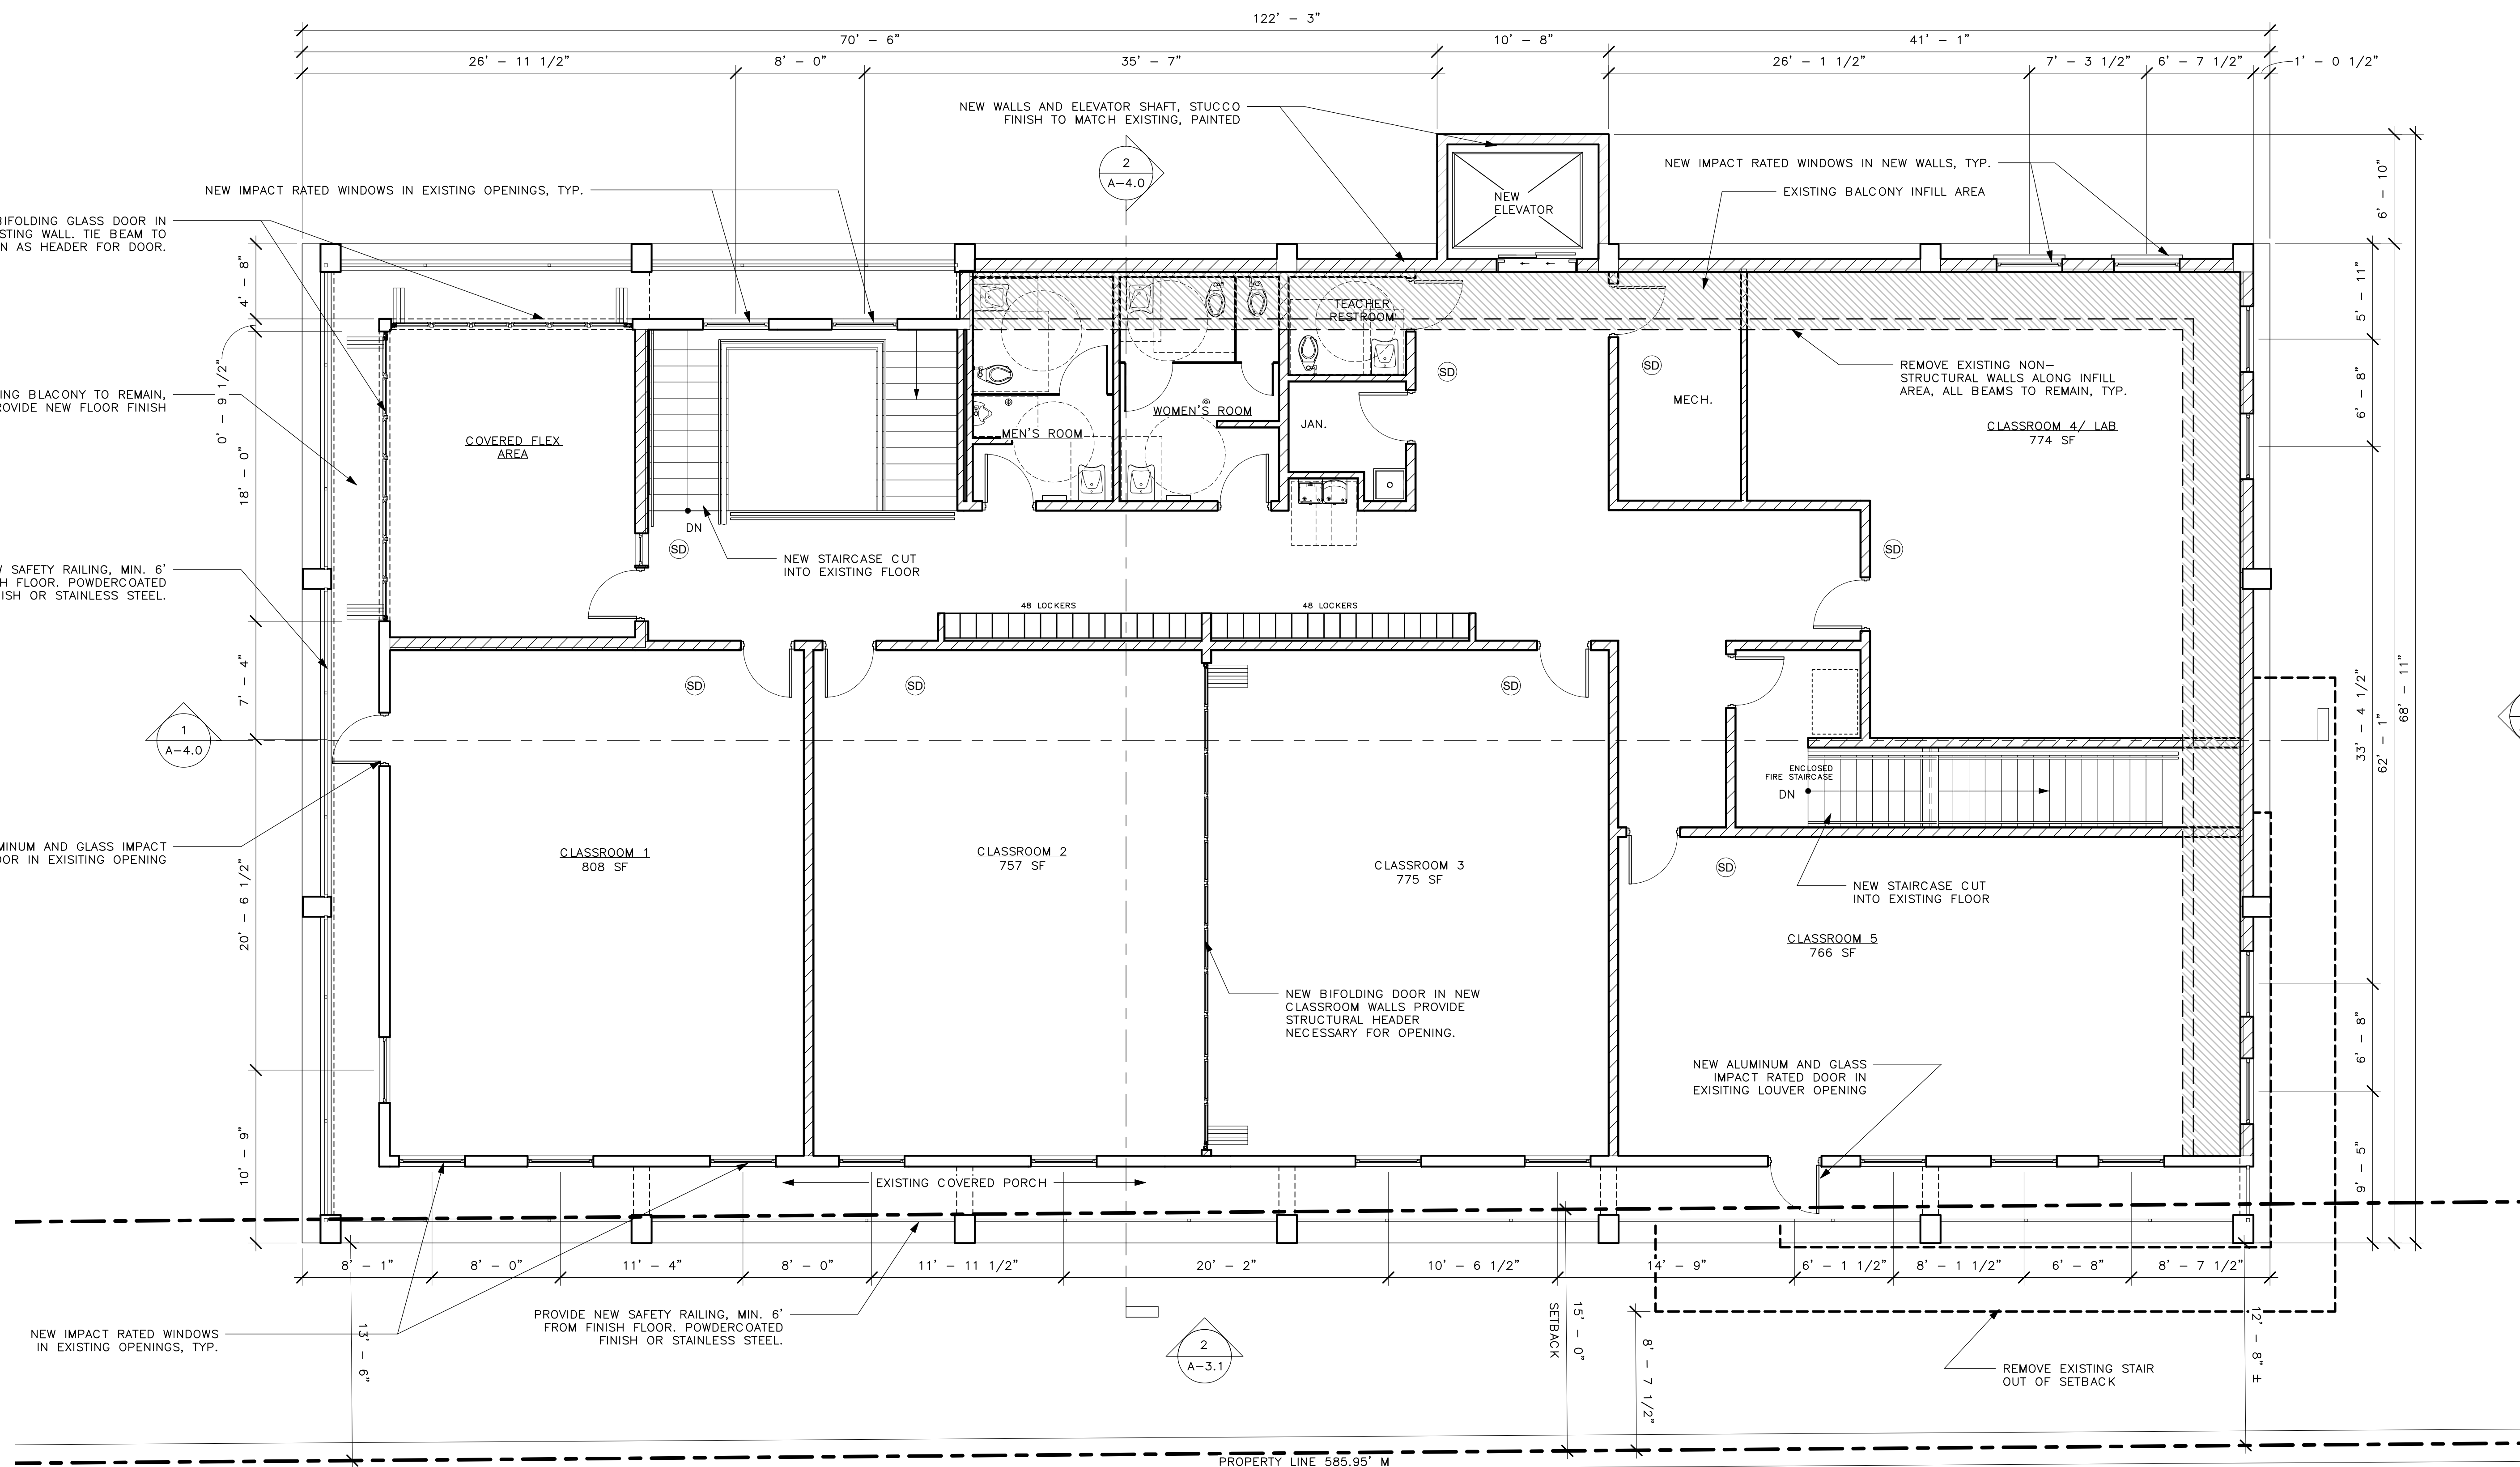 122' – 3"
70' – 6"
10' – 8"
41' – 1"
26' – 11 1/2"
8' – 0"
35' – 7"
26' – 1 1/2"
7' – 3 1/2"
6' – 7 1/2"
1' – 0 1/2"
NEW WALLS AND ELEVATOR SHAFT, STUCCO
FINISH TO MATCH EXISTING, PAINTED
2
A-4.0
NEW IMPACT RATED WINDOWS IN NEW WALLS, TYP.
EXISTING BALCONY INFILL AREA
NEW IMPACT RATED WINDOWS IN EXISTING OPENINGS, TYP.
NEW
ELEVATOR
BIFOLDING GLASS DOOR IN
STING WALL. TIE BEAM TO
N AS HEADER FOR DOOR.
6' – 10"
4' – 8"
5' – 11"
TEACHER
RESTROOM
REMOVE EXISTING NON–
STRUCTURAL WALLS ALONG INFILL
AREA, ALL BEAMS TO REMAIN, TYP.
SD
SD
6' – 8"
0' – 9 1/2"
ING BLACONY TO REMAIN,
ROVIDE NEW FLOOR FINISH
MECH.
WOMEN'S ROOM
MEN'S ROOM
JAN.
CLASSROOM 4/ LAB
774 SF
COVERED FLEX
AREA
18' – 0"
DN
SD
SD
NEW STAIRCASE CUT
INTO EXISTING FLOOR
W SAFETY RAILING, MIN. 6'
H FLOOR. POWDERCOATED
ISH OR STAINLESS STEEL.
48 LOCKERS
48 LOCKERS
7' – 4"
SD
SD
SD
33' – 4 1/2"
62' – 1"
68' – 11"
1
A-4.0
ENCLOSED
FIRE STAIRCASE
DN
MINUM AND GLASS IMPACT
OOR IN EXISITING OPENING
CLASSROOM 1
808 SF
CLASSROOM 2
757 SF
CLASSROOM 3
775 SF
SD
NEW STAIRCASE CUT
INTO EXISTING FLOOR
20' – 6 1/2"
CLASSROOM 5
766 SF
NEW BIFOLDING DOOR IN NEW
CLASSROOM WALLS PROVIDE
STRUCTURAL HEADER
NECESSARY FOR OPENING.
6' – 8"
NEW ALUMINUM AND GLASS
IMPACT RATED DOOR IN
EXISITING LOUVER OPENING
10' – 9"
9' – 5"
EXISTING COVERED PORCH
8' – 1"
8' – 0"
11' – 4"
8' – 0"
11' – 11 1/2"
20' – 2"
10' – 6 1/2"
14' – 9"
6' – 1 1/2"
8' – 1 1/2"
6' – 8"
8' – 7 1/2"
NEW IMPACT RATED WINDOWS
IN EXISTING OPENINGS, TYP.
13' – 6"
PROVIDE NEW SAFETY RAILING, MIN. 6'
FROM FINISH FLOOR. POWDERCOATED
FINISH OR STAINLESS STEEL.
2
A-3.1
15' – 0"
SETBACK
8' – 7 1/2"
12' – 8" ±
REMOVE EXISTING STAIR
OUT OF SETBACK
PROPERTY LINE 585.95' M